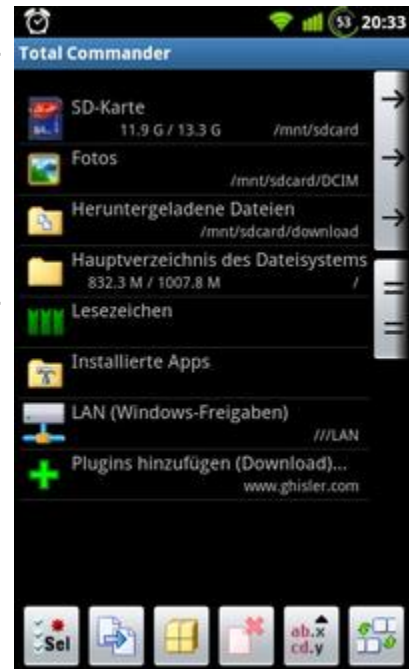 53 20:33
Total Commander
SD-Karte
11.9 G / 13.3 G /mnt/sdcard
Fotos
/mnt/sdcard/DCIM
Heruntergeladene Dateien
/mnt/sdcard/download
Hauptverzeichnis des Dateisystems
832.3 M / 1007.8 M /
Lesezeichen
Installierte Apps
LAN (Windows-Freigaben)
///LAN
Plugins hinzufügen (Download)...
www.ghisler.com
Sel
ab.x
cd.y